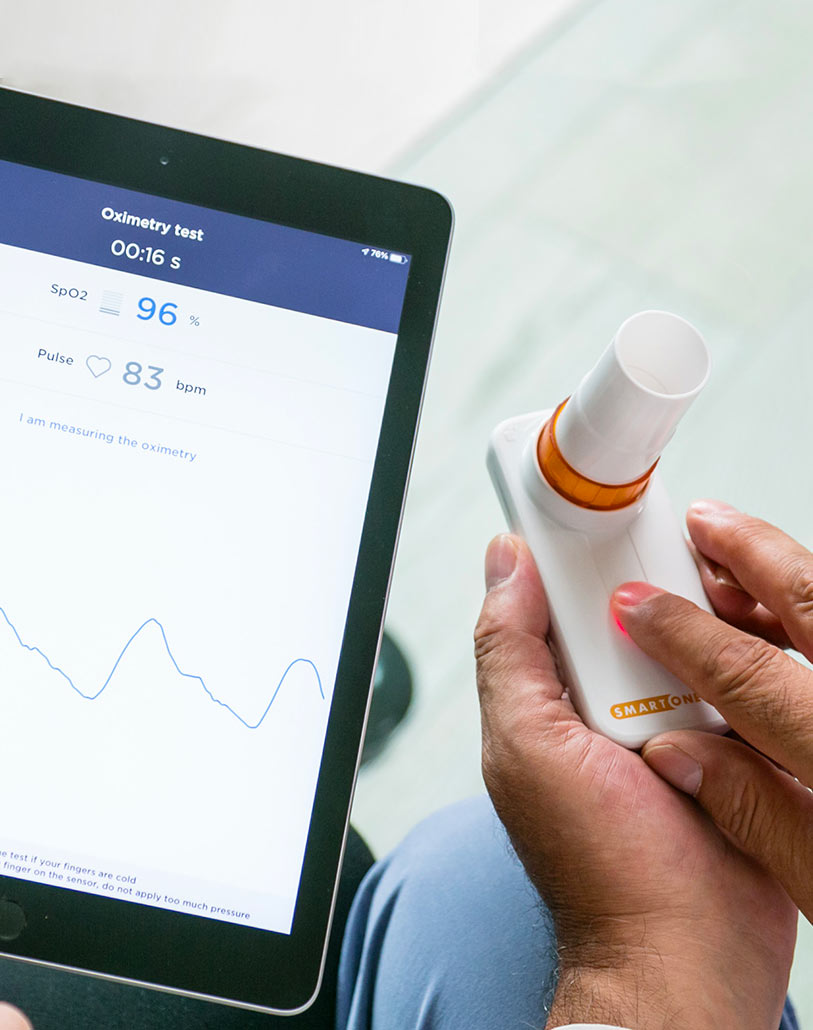 Oximetry test
00:16 s
76%
SpO2 96 %
Pulse 83 bpm
I am measuring the oximetry
test if your fingers are cold
finger on the sensor, do not apply too much pressure
SMART ONE